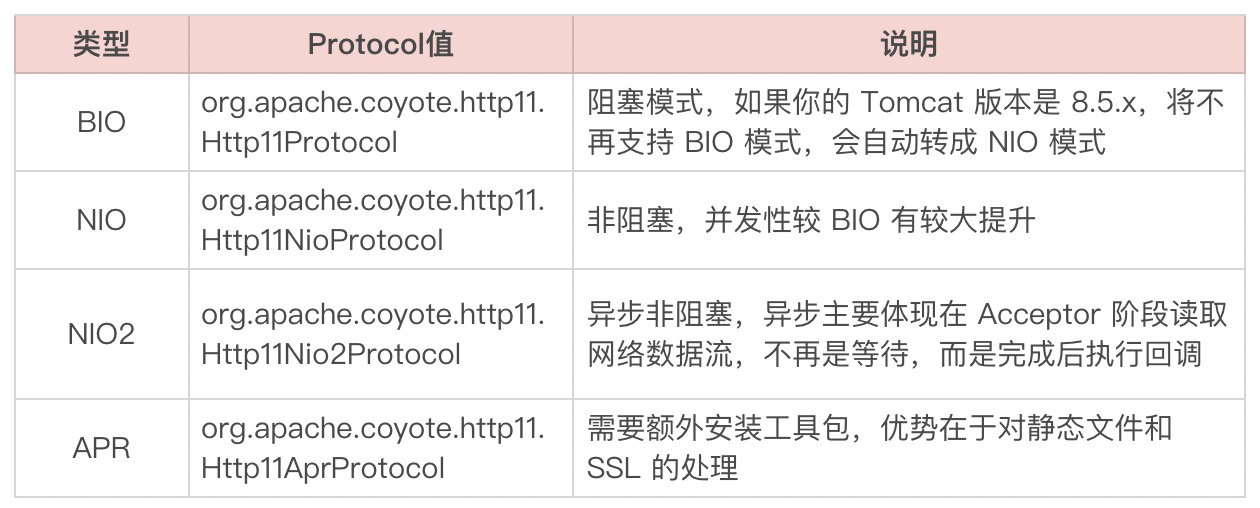 类型 Protocol值 说明
BIO
org.apache.coyote.http11.
Http11Protocol
阻塞模式，如果你的 Tomcat 版本是 8.5.x，将不
再支持 BIO 模式，会自动转成 NIO 模式
NIO
org.apache.coyote.http11.
Http11NioProtocol
非阻塞，并发性较 BIO 有较大提升
NIO2
org.apache.coyote.http11.
Http11Nio2Protocol
异步非阻塞，异步主要体现在 Acceptor 阶段读取
网络数据流，不再是等待，而是完成后执行回调
APR
org.apache.coyote.http11.
Http11AprProtocol
需要额外安装工具包，优势在于对静态文件和
SSL 的处理